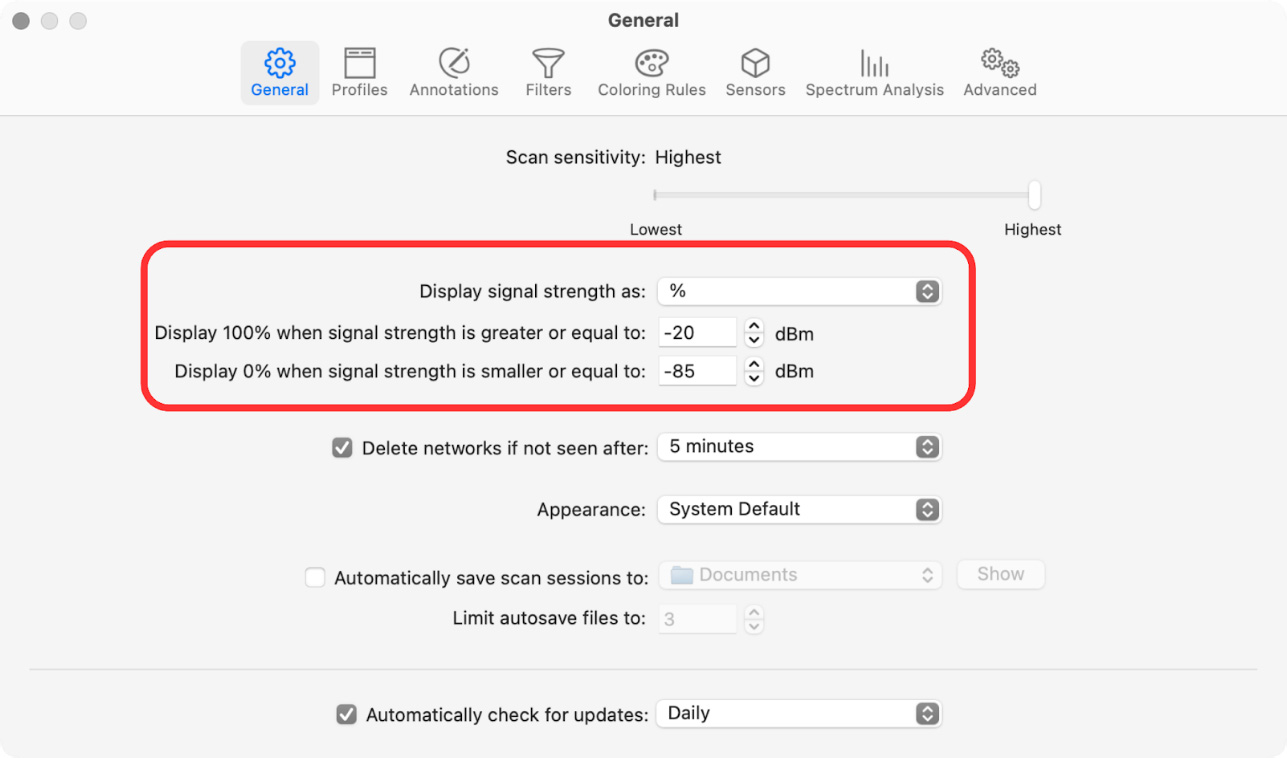 General
General Profiles Annotations Filters Coloring Rules Sensors Spectrum Analysis Advanced
Scan sensitivity: Highest
Lowest Highest
Display signal strength as: %
Display 100% when signal strength is greater or equal to: -20 dBm
Display 0% when signal strength is smaller or equal to: -85 dBm
Delete networks if not seen after: 5 minutes
Appearance: System Default
Automatically save scan sessions to: Documents Show
Limit autosave files to: 3
Automatically check for updates: Daily